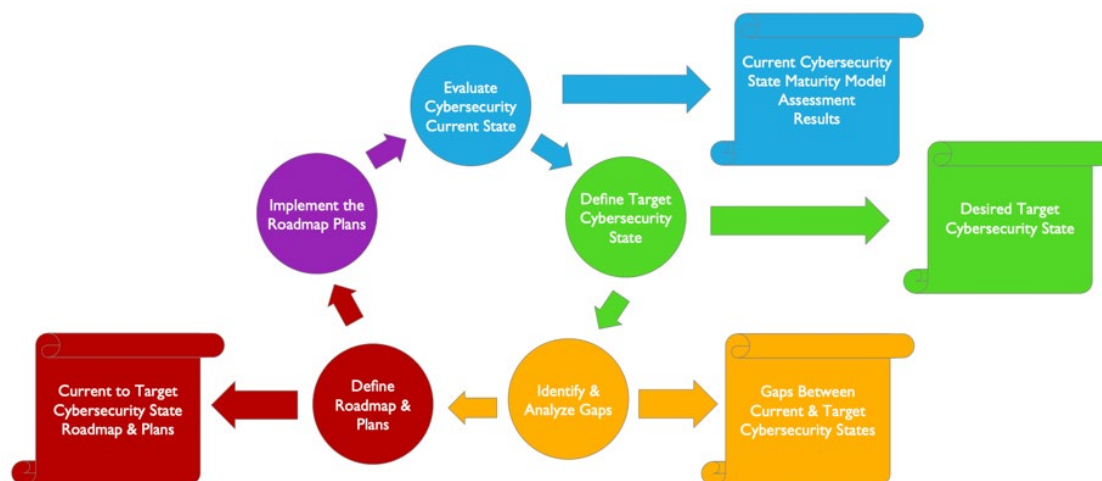 Evaluate
Cybersecurity
Current State
Current Cybersecurity
State Maturity Model
Assessment
Results
Implement the
Roadmap Plans
Define Target
Cybersecurity
State
Desired Target
Cybersecurity State
Current to Target
Cybersecurity State
Roadmap & Plans
Define
Roadmap &
Plans
Identify &
Analyze Gaps
Gaps Between
Current & Target
Cybersecurity States